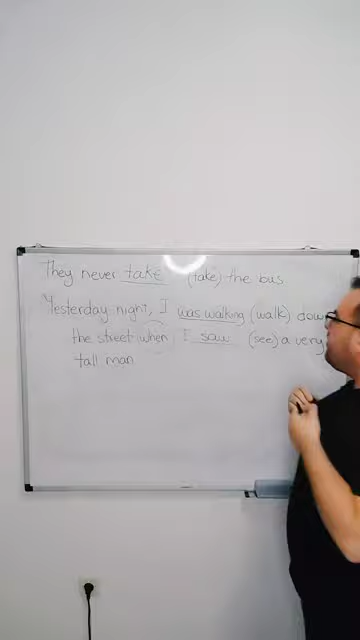 They never take (take) the bus
Yesterday night, I was walking (walk) down
the street when I saw (see) a very
tall man